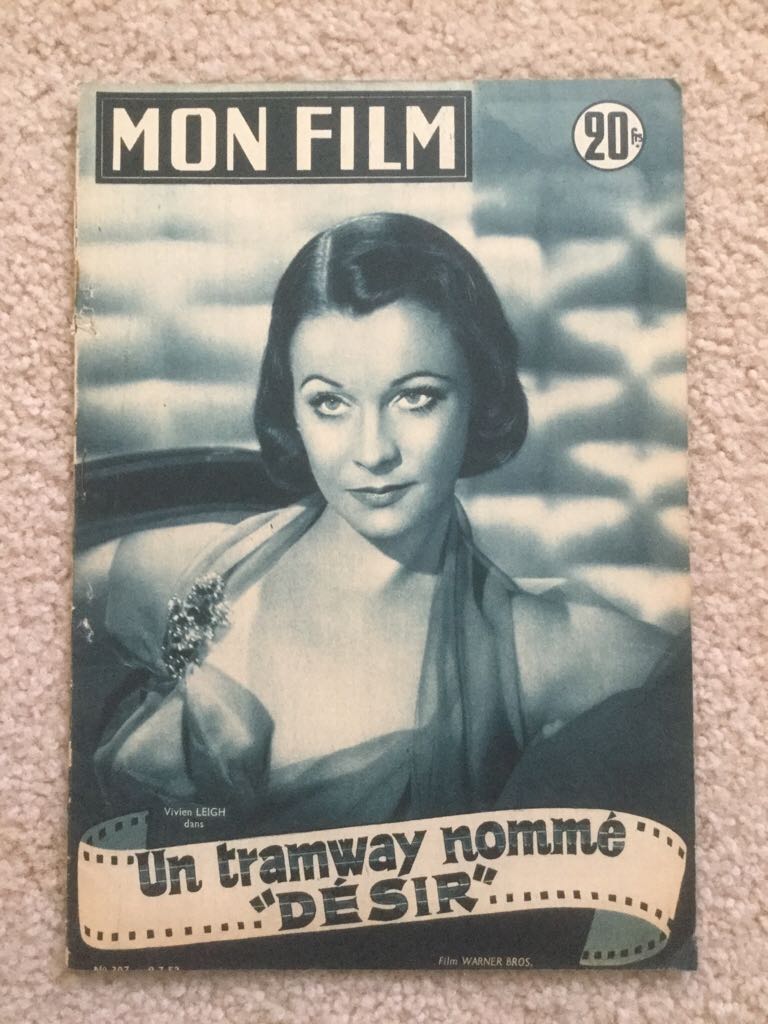 MON FILM
20 frs
Vivien LEIGH
dans
Un tramway nommé
"DÉSIR"
Film WARNER BROS.